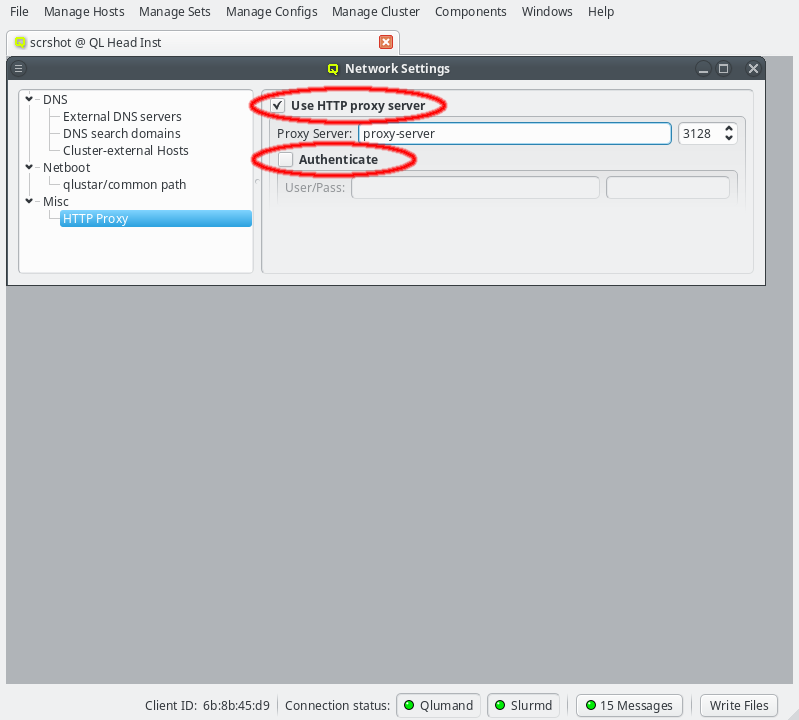 File Manage Hosts Manage Sets Manage Configs Manage Cluster Components Windows Help
scrshot @ QL Head Inst
Network Settings
DNS
External DNS servers
DNS search domains
Cluster-external Hosts
Netboot
qlustar/common path
Misc
HTTP Proxy
Use HTTP proxy server
Proxy Server: proxy-server 3128
Authenticate
User/Pass:
Client ID: 6b:8b:45:d9 Connection status: Qlumand Slurmd 15 Messages Write Files